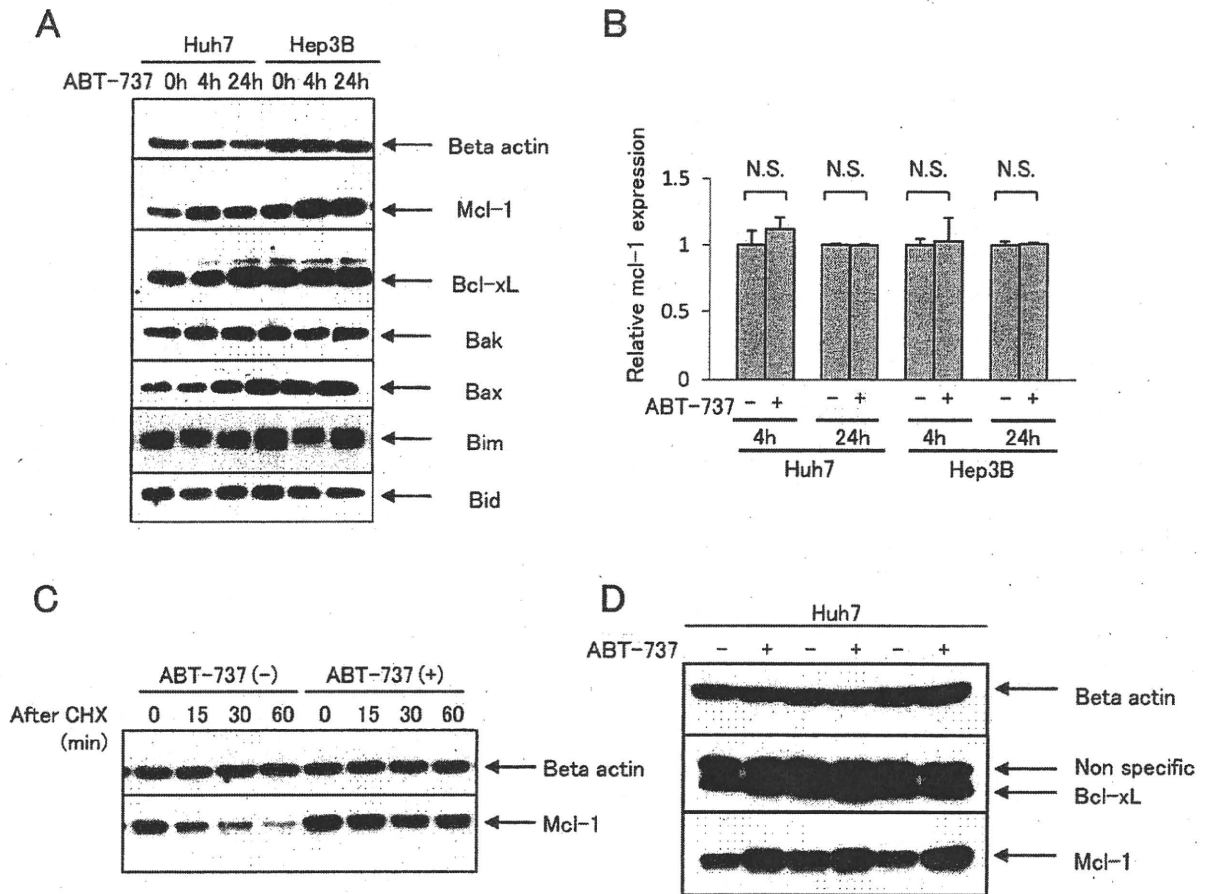 A
Huh7 Hep3B
ABT-737 0h 4h 24h 0h 4h 24h
Beta actin
Mcl-1
Bcl-xL
Bak
Bax
Bim
Bid
B
N.S. N.S. N.S. N.S.
Relative mcl-1 expression
1.5
1
0.5
0
ABT-737 − + − + − + − +
4h 24h 4h 24h
Huh7 Hep3B
C
ABT-737 (-) ABT-737 (+)
After CHX 0 15 30 60 0 15 30 60
(min)
Beta actin
Mcl-1
D
Huh7
ABT-737 − + − + − +
Beta actin
Non specific
Bcl-xL
Mcl-1